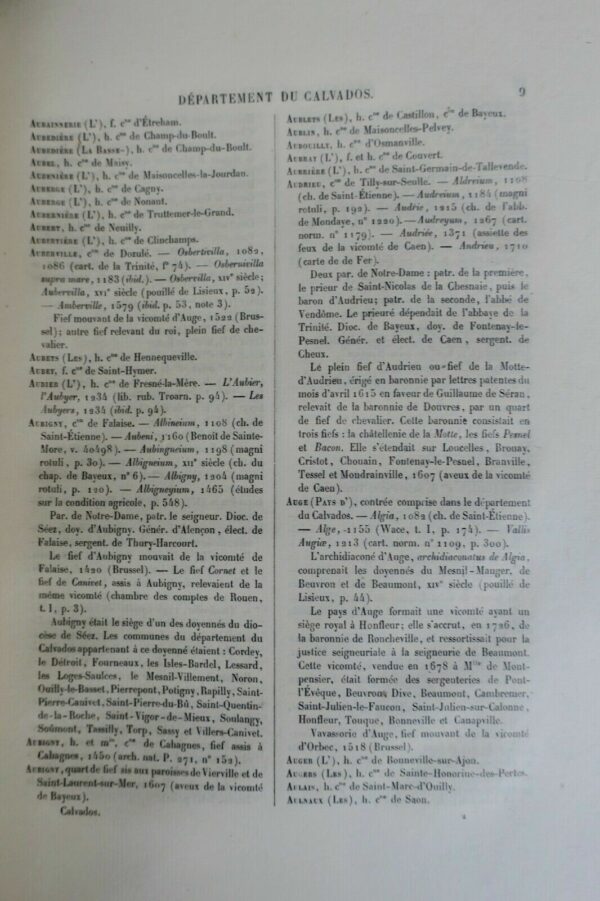 DÉPARTEMENT DU CALVADOS.
9
AUBAISSERIE (L'), f. cne d'Étreham.
AUBEDIÈRE (L'), h. cne de Champ-du-Boult.
AUBEDIÈRE (LA BASSE-), h. cne de Champ-du-Boult.
AUBEL, h. cne de Maisy.
AUBENIÈRE (L'), h. cne de Maisoncelles-la-Jourdan.
AUBERGE (L'), h. cne de Cagny.
AUBERGE (L'), h. cne de Nonant.
AUBERNIÈRE (L'), h. cne de Truttemer-le-Grand.
AUBERT, h. cne de Neuilly.
AUBERTIÈRE (L'), h. cne de Clinchamps.
AUBERVILLE, cne de Dozulé. — Osbertivilla, 1082,
1086 (cart. de la Trinité, f° 74). — Osbernivilla
supra mare, 1183 (ibid.). — Osbervilla, XIVe siècle;
Aubervilla, XVIe siècle (pouillé de Lisieux, p. 52).
— Amberville, 1579 (ibid. p. 53, note 3).
Fief mouvant de la vicomté d'Auge, 1522 (Brus-
sel); autre fief relevant du roi, plein fief de che-
valier.
AUBETS (LES), h. cne de Hennequeville.
AUBEY, f. cne de Saint-Hymer.
AUBIER (L'), h. cne de Fresné-la-Mère. — L'Aubier,
l'Aubyer, 1234 (lib. rub. Troarn. p. 94). — Les
Aubyers, 1234 (ibid. p. 94).
AUBIGNY, cne de Falaise. — Albineium, 1108 (ch. de
Saint-Étienne). — Aubeni, 1160 (Benoît de Sainte-
More, v. 40498). — Aubingneium, 1198 (magni
rotuli, p. 30). — Albigneium, XIIe siècle (ch. du
chap. de Bayeux, n° 6). — Albigny, 1204 (magni
rotuli, p. 120). — Albigneyium, 1465 (études
sur la condition agricole, p. 548).
Par. de Notre-Dame, patr. le seigneur. Dioc. de
Séez, doy. d'Aubigny. Génér. d'Alençon, élect. de
Falaise, sergent. de Thury-Harcourt.
Le fief d'Aubigny mouvait de la vicomté de
Falaise, 1420 (Brussel). — Le fief Cornet et le
fief de Canivet, assis à Aubigny, relevaient de la
même vicomté (chambre des comptes de Rouen,
t. I, p. 3).
Aubigny était le siége d'un des doyennés du dio-
cèse de Séez. Les communes du département du
Calvados appartenant à ce doyenné étaient : Cordey,
le Détroit, Fourneaux, les Isles-Bardel, Lessard,
les Loges-Saulces, le Mesnil-Villement, Noron,
Ouilly-le-Basset, Pierrepont, Potigny, Rapilly, Saint-
Pierre-Canivet, Saint-Pierre-du-Bû, Saint-Quentin-
de-la-Roche, Saint-Vigor-de-Mieux, Soulangy,
Soûmont, Tassilly, Torp, Sassy et Villers-Canivet.
AUBIGNY, h. et min, cne de Cahagnes, fief assis à
Cahagnes, 1450 (arch. nat. P. 271, n° 152).
AUBIGNY, quart de fief sis aux paroisses de Vierville et de
Saint-Laurent-sur-Mer, 1607 (aveux de la vicomté
de Bayeux).
Calvados.
AUBLETS (LES), h. cne de Castillon, cne de Bayeux.
AUBLIN, h. cne de Maisoncelles-Pelvey.
AUBOUILLY, h. cne d'Osmanville.
AUBRAY (L'), f. et h. cne de Couvert.
AUBRIÈRE (L'), h. cne de Saint-Germain-de-Tallevende.
AUDRIEU, cne de Tilly-sur-Seulle. — Aldreium, 1108
(ch. de Saint-Étienne). — Audreium, 1184 (magni
rotuli, p. 192). — Audrie, 1215 (ch. de l'abb.
de Mondaye, n° 1220). — Audreyum, 1267 (cart.
norm. n° 1179). — Audriée, 1371 (assiette des
feux de la vicomté de Caen). — Andrieu, 1710
(carte de de Fer).
Deux par. de Notre-Dame : patr. de la première,
le prieur de Saint-Nicolas de la Chesnaie, puis le
baron d'Audrieu; patr. de la seconde, l'abbé de
Vendôme. Le prieuré dépendait de l'abbaye de la
Trinité. Dioc. de Bayeux, doy. de Fontenay-le-
Pesnel. Génér. et élect. de Caen, sergent. de
Cheux.
Le plein fief d'Audrieu ou fief de la Motte-
d'Audrieu, érigé en baronnie par lettres patentes du
mois d'avril 1615 en faveur de Guillaume de Séran,
relevait de la baronnie de Douvres, par un quart
de fief de chevalier. Cette baronnie consistait en
trois fiefs : la châtellenie de la Motte, les fiefs Pesnel
et Bacon. Elle s'étendait sur Loucelles, Brouay,
Cristot, Chouain, Fontenay-le-Pesnel, Branville,
Tessel et Moudrainville, 1607 (aveux de la vicomté
de Caen).
AUGE (PAYS D'), contrée comprise dans le département
du Calvados. — Algia, 1082 (ch. de Saint-Étienne).
— Alge, 1155 (Wace, t. I, p. 174). — Vallis
Augiæ, 1213 (cart. norm. n° 1109, p. 300).
L'archidiaconé d'Auge, archidiaconatus de Algia,
comprenait les doyennés du Mesnil-Mauger, de
Beuvron et de Beaumont, XIVe siècle (pouillé de
Lisieux, p. 44).
Le pays d'Auge formait une vicomté ayant un
siége royal à Honfleur; elle s'accrut, en 1726, de
la baronnie de Roncheville, et ressortissait pour la
justice seigneuriale à la seigneurie de Beaumont.
Cette vicomté, vendue en 1678 à Mlle de Mont-
pensier, était formée des sergenteries de Pont-
l'Évêque, Beuvron, Dive, Beaumont, Cambremer,
Saint-Julien-le-Faucon, Saint-Julien-sur-Calonne,
Honfleur, Touque, Bonneville et Canapville.
Vavassorie d'Auge, fief mouvant de la vicomté
d'Orbec, 1518 (Brussel).
AUGER (L'), h. cne de Bonneville-sur-Ajon.
AUGERS (LES), h. cne de Sainte-Honorine-des-Pertes.
AULAIS, h. cne de Saint-Marc-d'Ouilly.
AULNAUX (LES), h. cne de Saon.